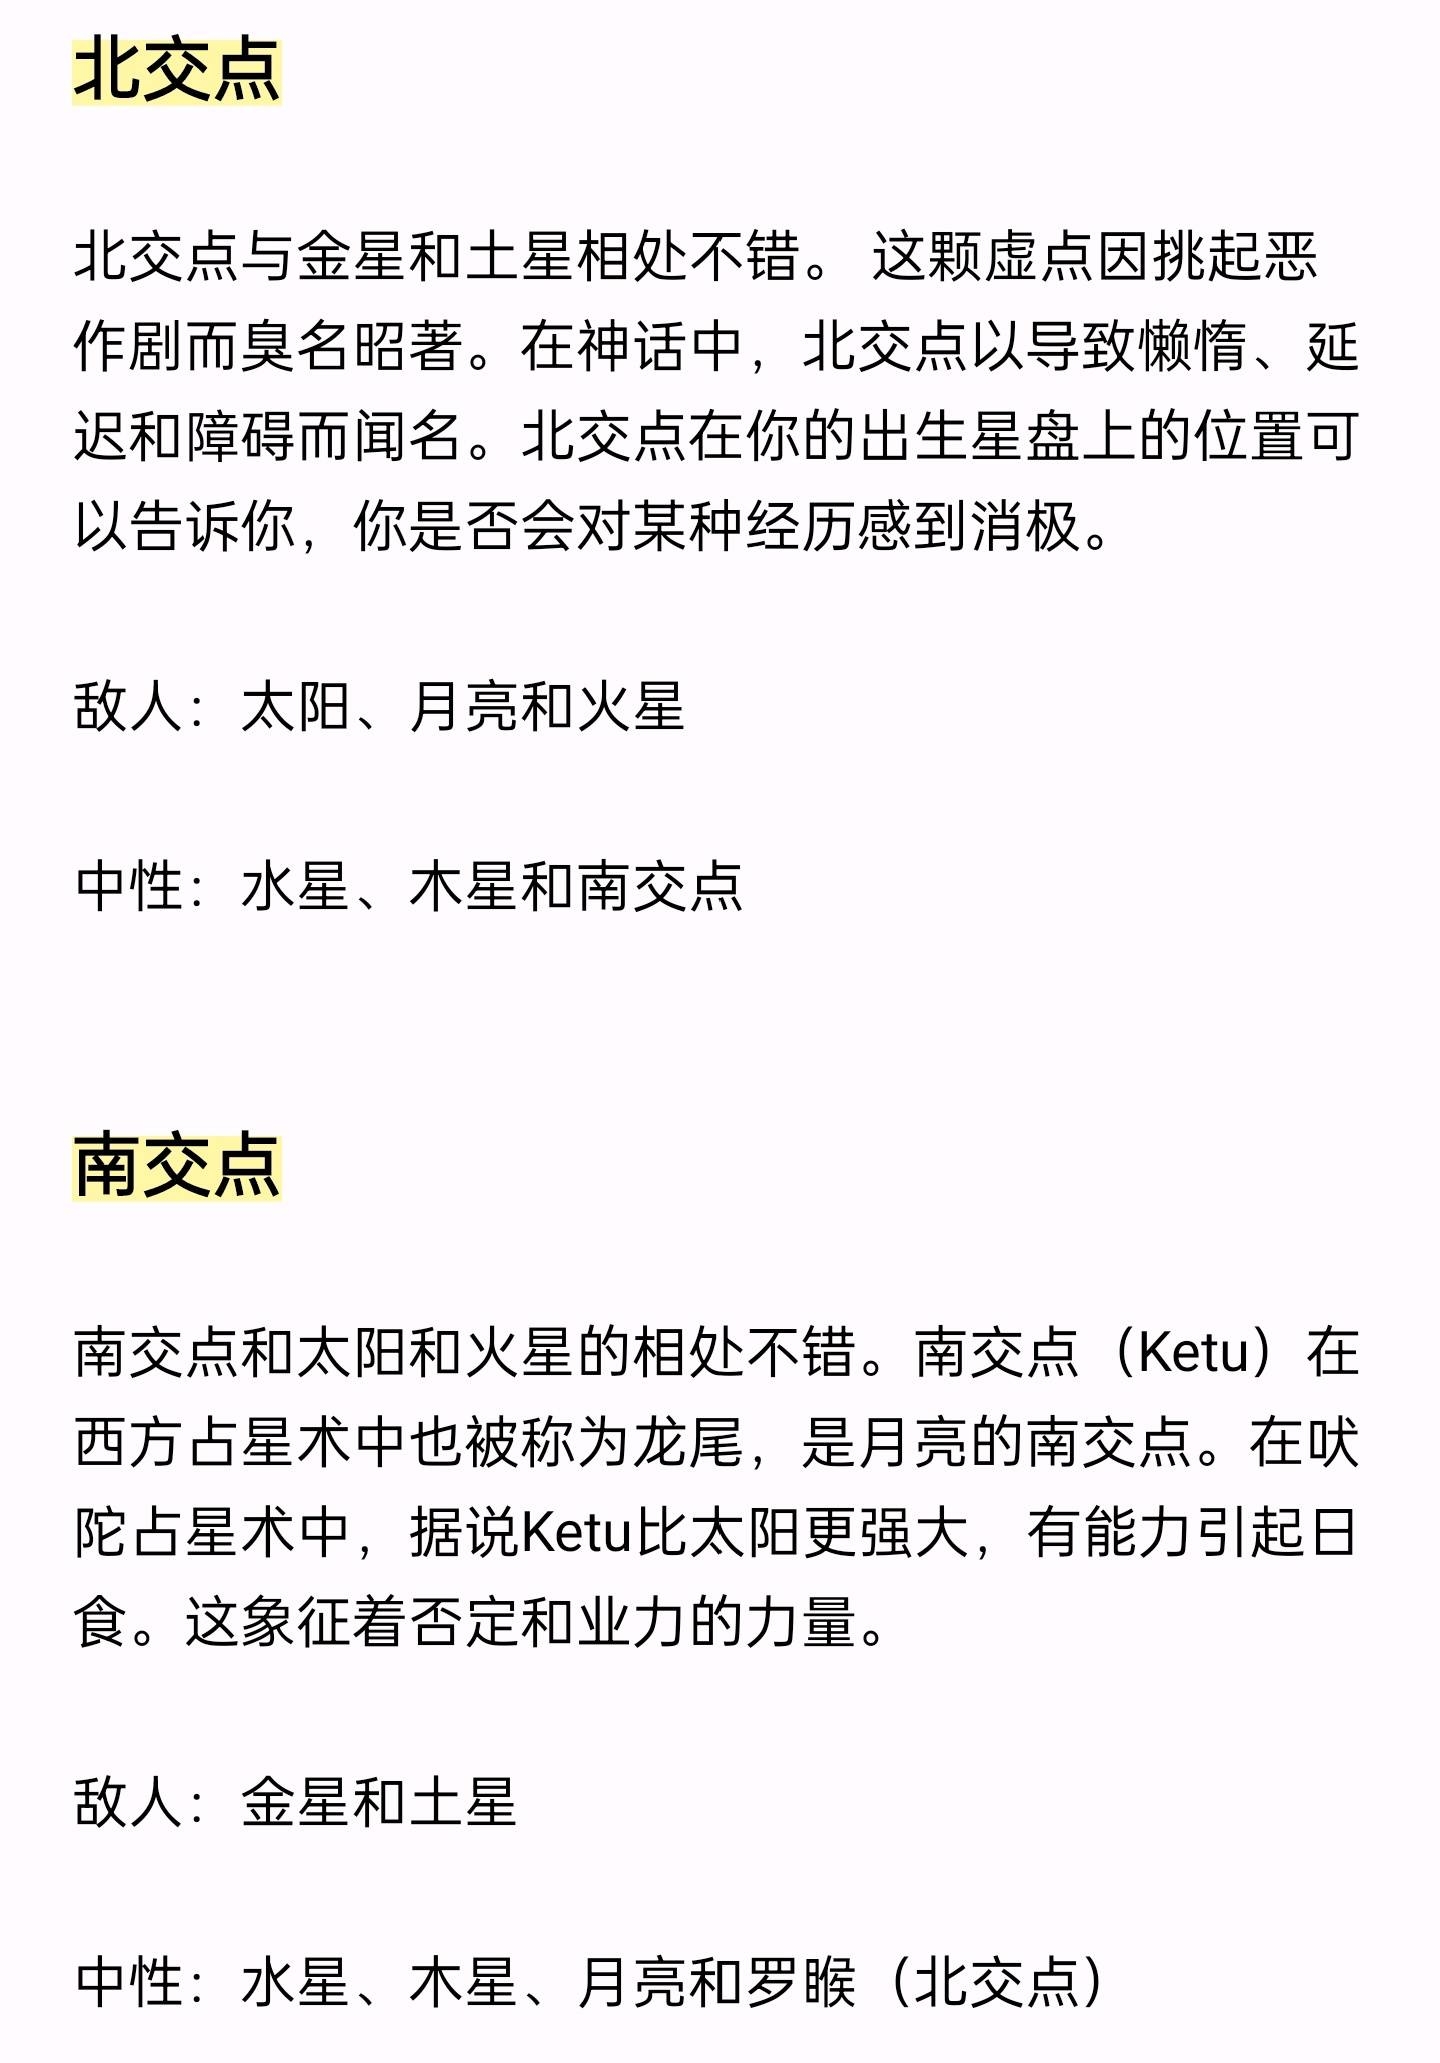 北交点
北交点与金星和土星相处不错。 这颗虚点因挑起恶
作剧而臭名昭著。在神话中，北交点以导致懒惰、延
迟和障碍而闻名。北交点在你的出生星盘上的位置可
以告诉你，你是否会对某种经历感到消极。
敌人：太阳、月亮和火星
中性：水星、木星和南交点
南交点
南交点和太阳和火星的相处不错。南交点（Ketu）在
西方占星术中也被称为龙尾，是月亮的南交点。在吠
陀占星术中，据说Ketu比太阳更强大，有能力引起日
食。这象征着否定和业力的力量。
敌人：金星和土星
中性：水星、木星、月亮和罗睺（北交点）